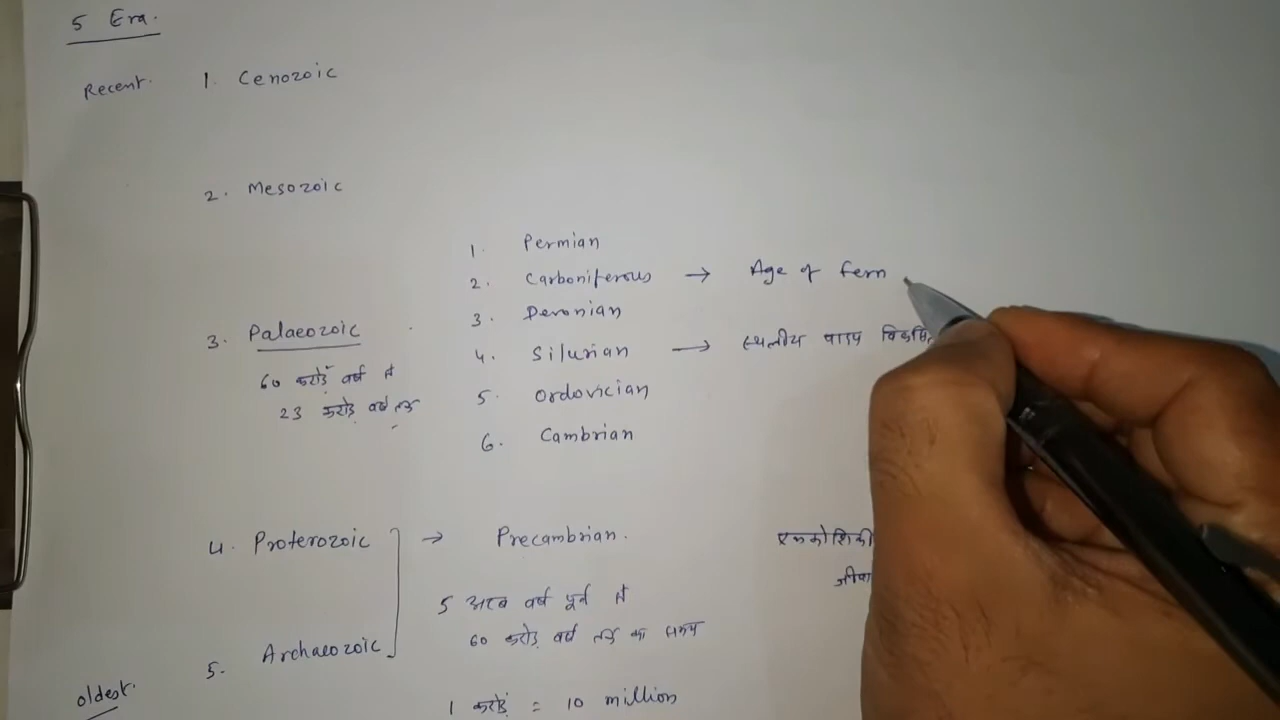 5 Era.
Recent. 1. Cenozoic
2. Mesozoic
1. Permian
2. Carboniferous → Age of fern
3. Devonian
3. Palaeozoic
4. Silurian → स्थलीय पादप
60 करोड़ वर्ष से
23 करोड़ वर्ष तक
5. Ordovician
6. Cambrian
4. Proterozoic → Precambrian.
एककोशिकी
5 अरब वर्ष पूर्व से
60 करोड़ वर्ष तक का समय
5. Archaeozoic
oldest.
1 करोड़ = 10 million